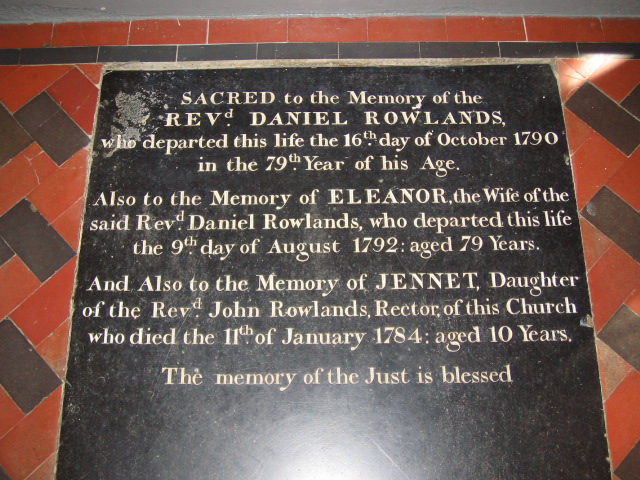 SACRED to the Memory of the
REVd. DANIEL ROWLANDS,
who departed this life the 16th. day of October 1790
in the 79th Year of his Age.
Also to the Memory of ELEANOR, the Wife of the
said Revd. Daniel Rowlands, who departed this life
the 9th. day of August 1792: aged 79 Years.
And Also to the Memory of JENNET, Daughter
of the Revd. John Rowlands, Rector, of this Church
who died the 11th. of January 1784: aged 10 Years.
The memory of the Just is blessed